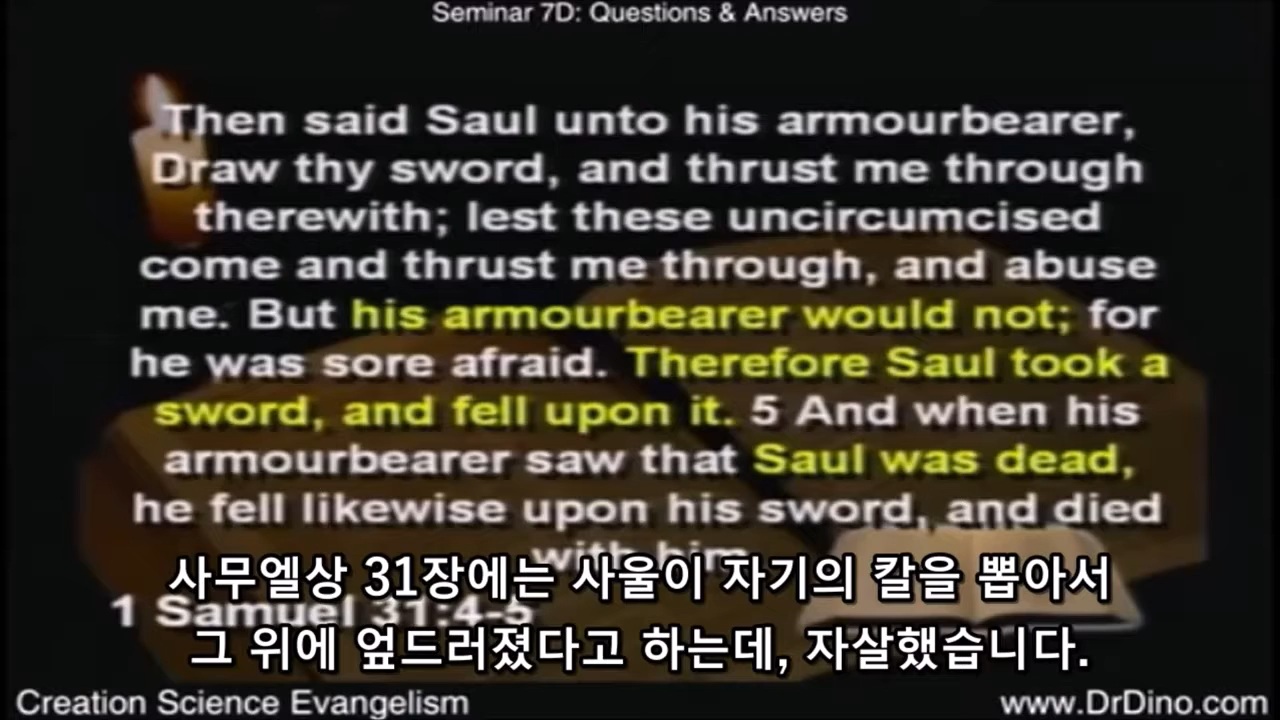 Seminar 7D: Questions & Answers
Then said Saul unto his armourbearer,
Draw thy sword, and thrust me through
therewith; lest these uncircumcised
come and thrust me through, and abuse
me. But his armourbearer would not; for
he was sore afraid. Therefore Saul took a
sword, and fell upon it. 5 And when his
armourbearer saw that Saul was dead,
he fell likewise upon his sword, and died
with him
사무엘상 31장에는 사울이 자기의 칼을 뽑아서
1 Samuel 31:4-5
그 위에 엎드러졌다고 하는데, 자살했습니다.
Creation Science Evangelism
www.DrDino.com